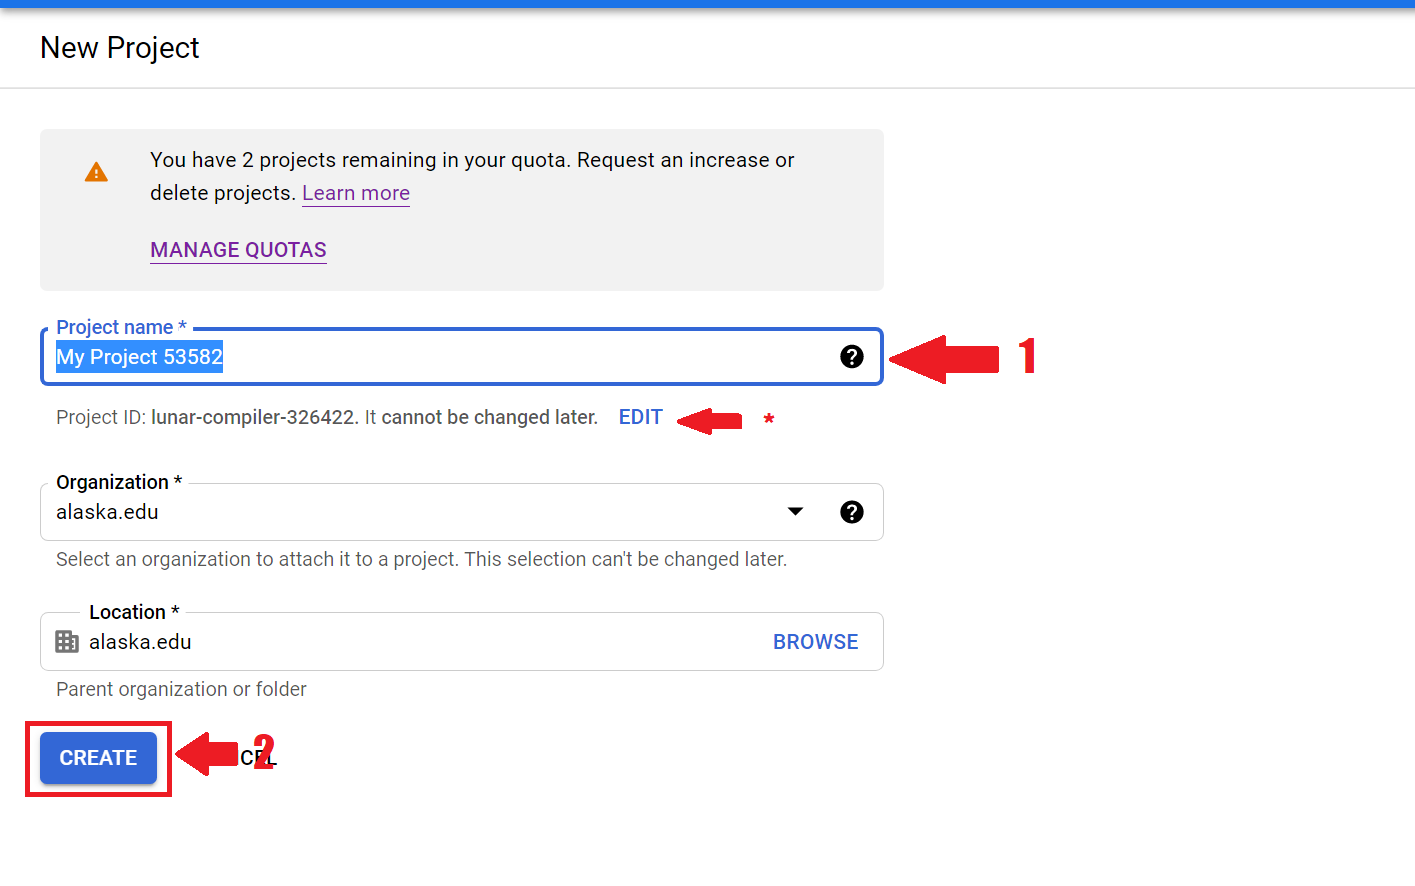 New Project
You have 2 projects remaining in your quota. Request an increase or
delete projects. Learn more
MANAGE QUOTAS
Project name *
My Project 53582
1
Project ID: lunar-compiler-326422. It cannot be changed later. EDIT *
Organization *
alaska.edu
Select an organization to attach it to a project. This selection can't be changed later.
Location *
alaska.edu BROWSE
Parent organization or folder
CREATE 2